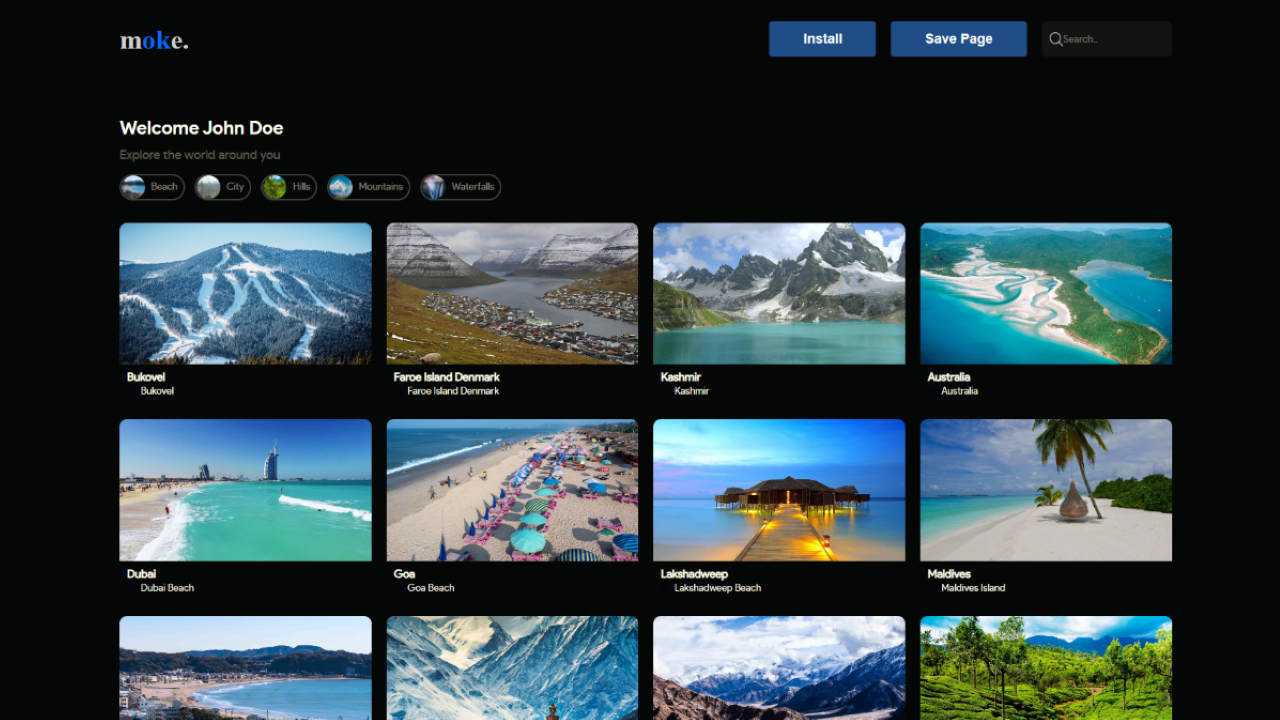 moke.
Install
Save Page
Search..
Welcome John Doe
Explore the world around you
Beach
City
Hills
Mountains
Waterfalls
Bukovel
Bukovel
Faroe Island Denmark
Faroe Island Denmark
Kashmir
Kashmir
Australia
Australia
Dubai
Dubai Beach
Goa
Goa Beach
Lakshadweep
Lakshadweep Beach
Maldives
Maldives Island